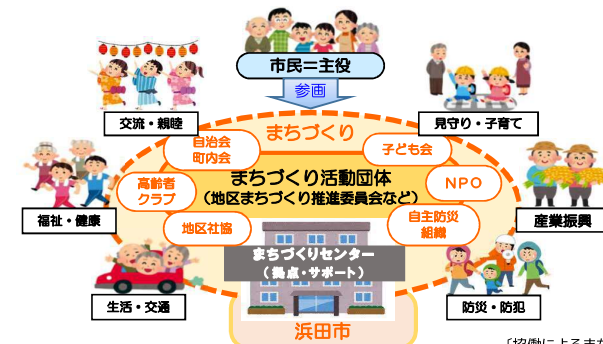 市民＝主役
参画
交流・親睦
見守り・子育て
まちづくり
自治会
町内会
子ども会
まちづくり活動団体
（地区まちづくり推進委員会など）
高齢者
クラブ
NPO
福祉・健康
地区社協
自主防災
組織
産業振興
まちづくりセンター
（拠点・サポート）
生活・交通
防災・防犯
浜田市